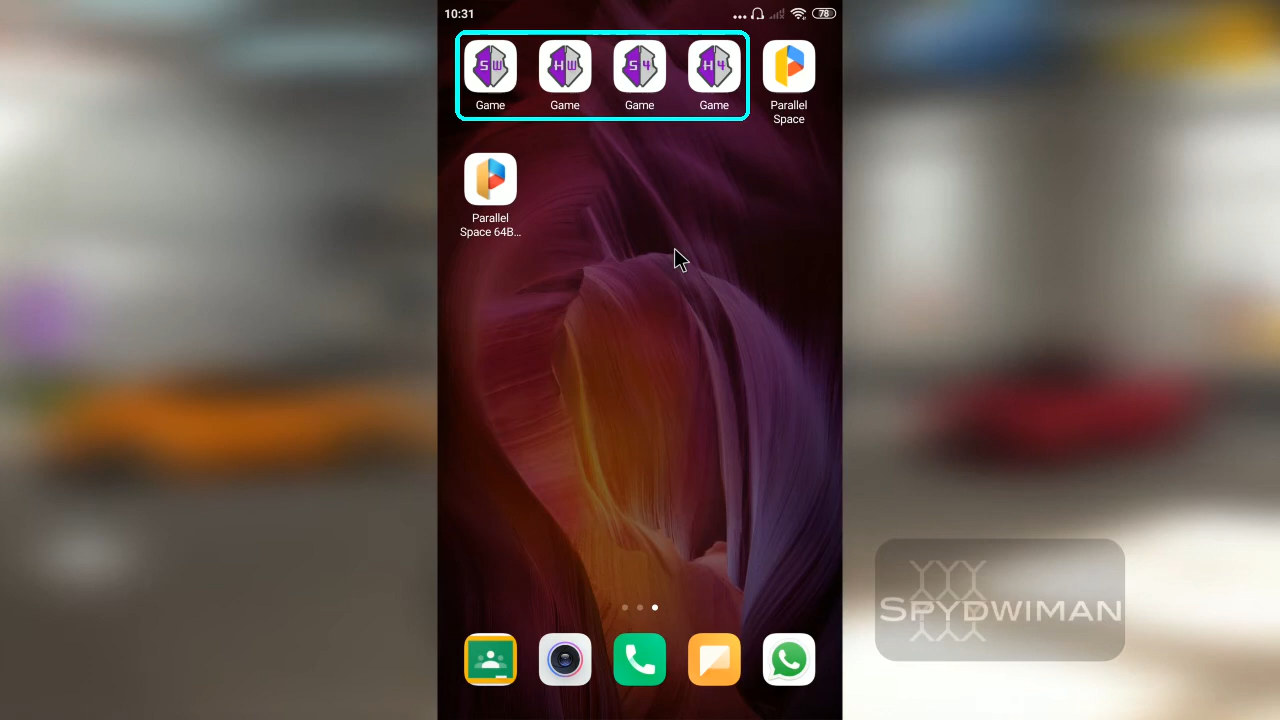 10:31
78
SW
HW
S4
H4
Game
Game
Game
Game
Parallel
Space
Parallel
Space 64B...
SPYDWIMAN